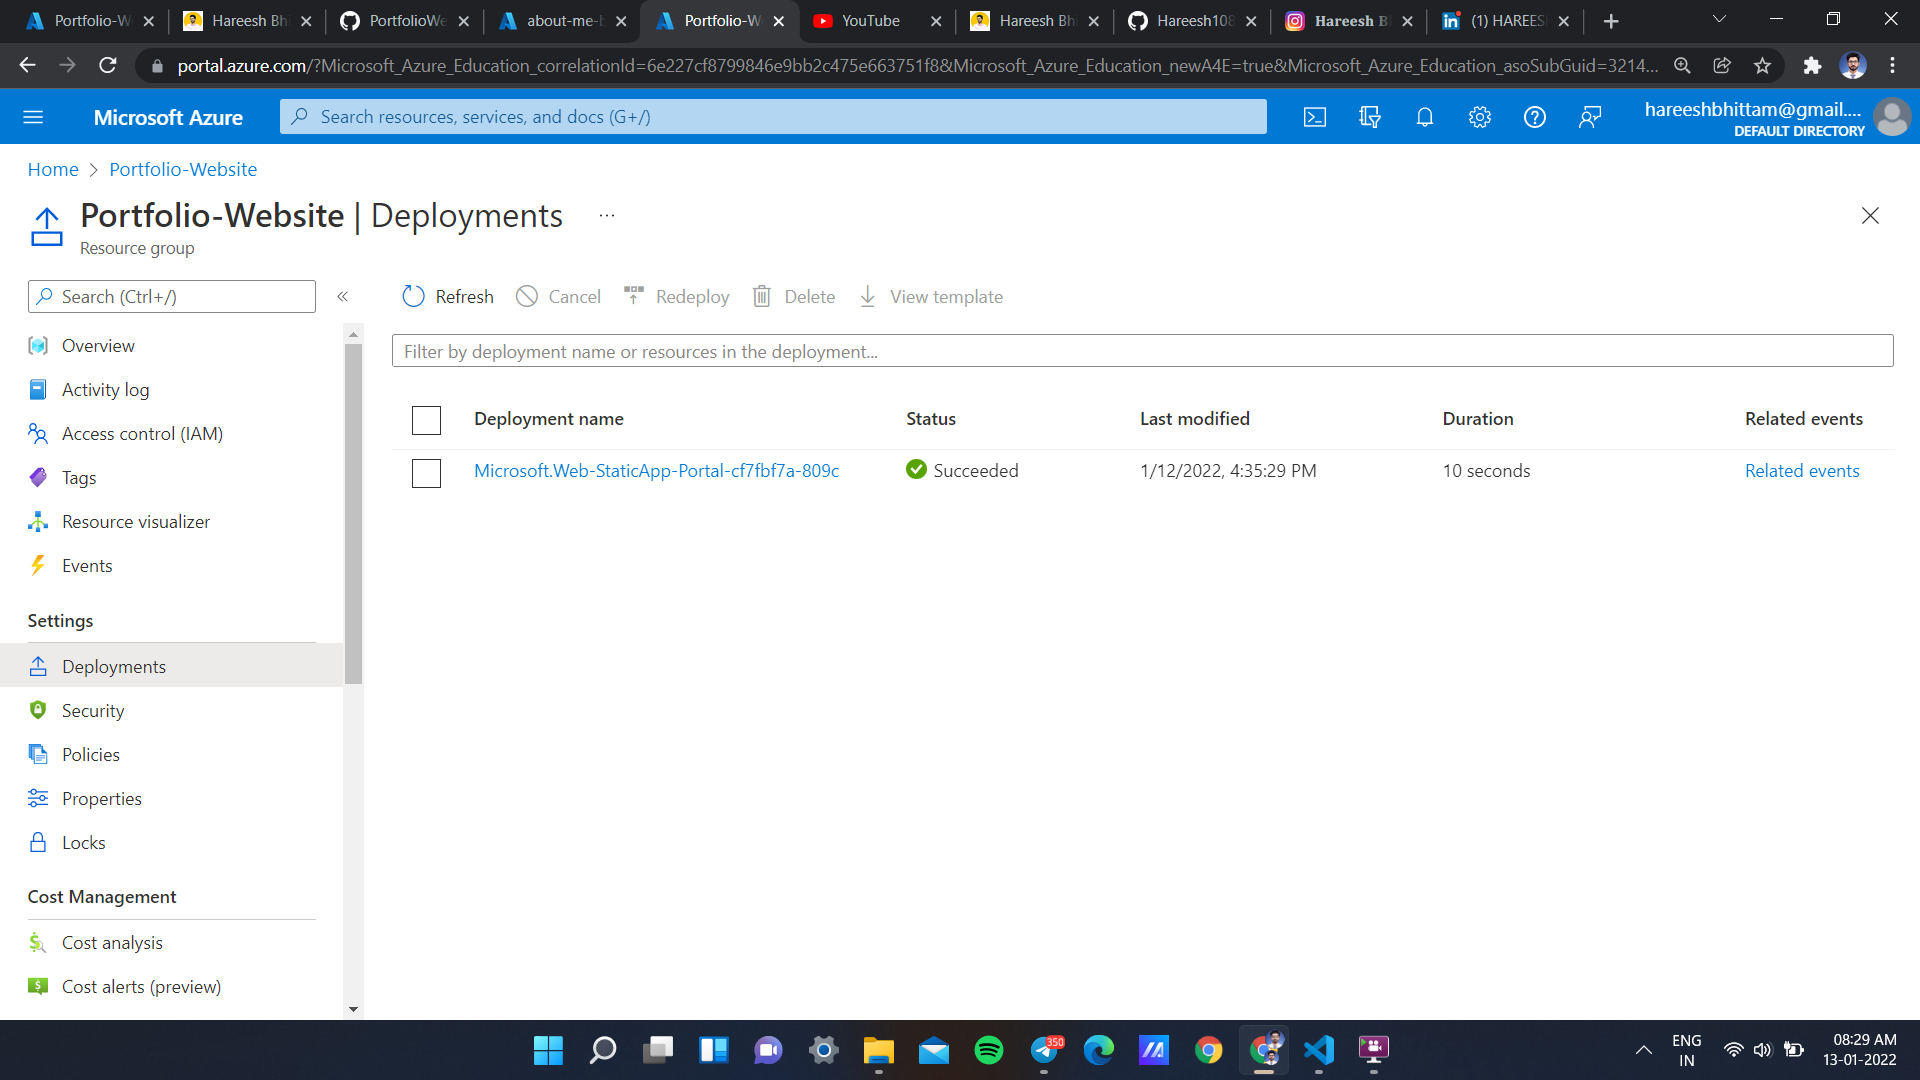 Portfolio-W
Hareesh Bhi
PortfolioWe
about-me-b
Portfolio-W
YouTube
Hareesh Bhi
Hareesh108
Hareesh B
(1) HAREES
portal.azure.com/?Microsoft_Azure_Education_correlationId=6e227cf8799846e9bb2c475e663751f8&Microsoft_Azure_Education_newA4E=true&Microsoft_Azure_Education_asoSubGuid=3214...
Microsoft Azure
Search resources, services, and docs (G+/)
hareeshbhittam@gmail....
DEFAULT DIRECTORY
Home > Portfolio-Website
Portfolio-Website | Deployments ...
Resource group
Search (Ctrl+/)
«
Overview
Activity log
Access control (IAM)
Tags
Resource visualizer
Events
Settings
Deployments
Security
Policies
Properties
Locks
Cost Management
Cost analysis
Cost alerts (preview)
Refresh Cancel Redeploy Delete View template
Filter by deployment name or resources in the deployment...
Deployment name Status Last modified Duration Related events
Microsoft.Web-StaticApp-Portal-cf7fbf7a-809c Succeeded 1/12/2022, 4:35:29 PM 10 seconds Related events
350
ENG
IN
08:29 AM
13-01-2022